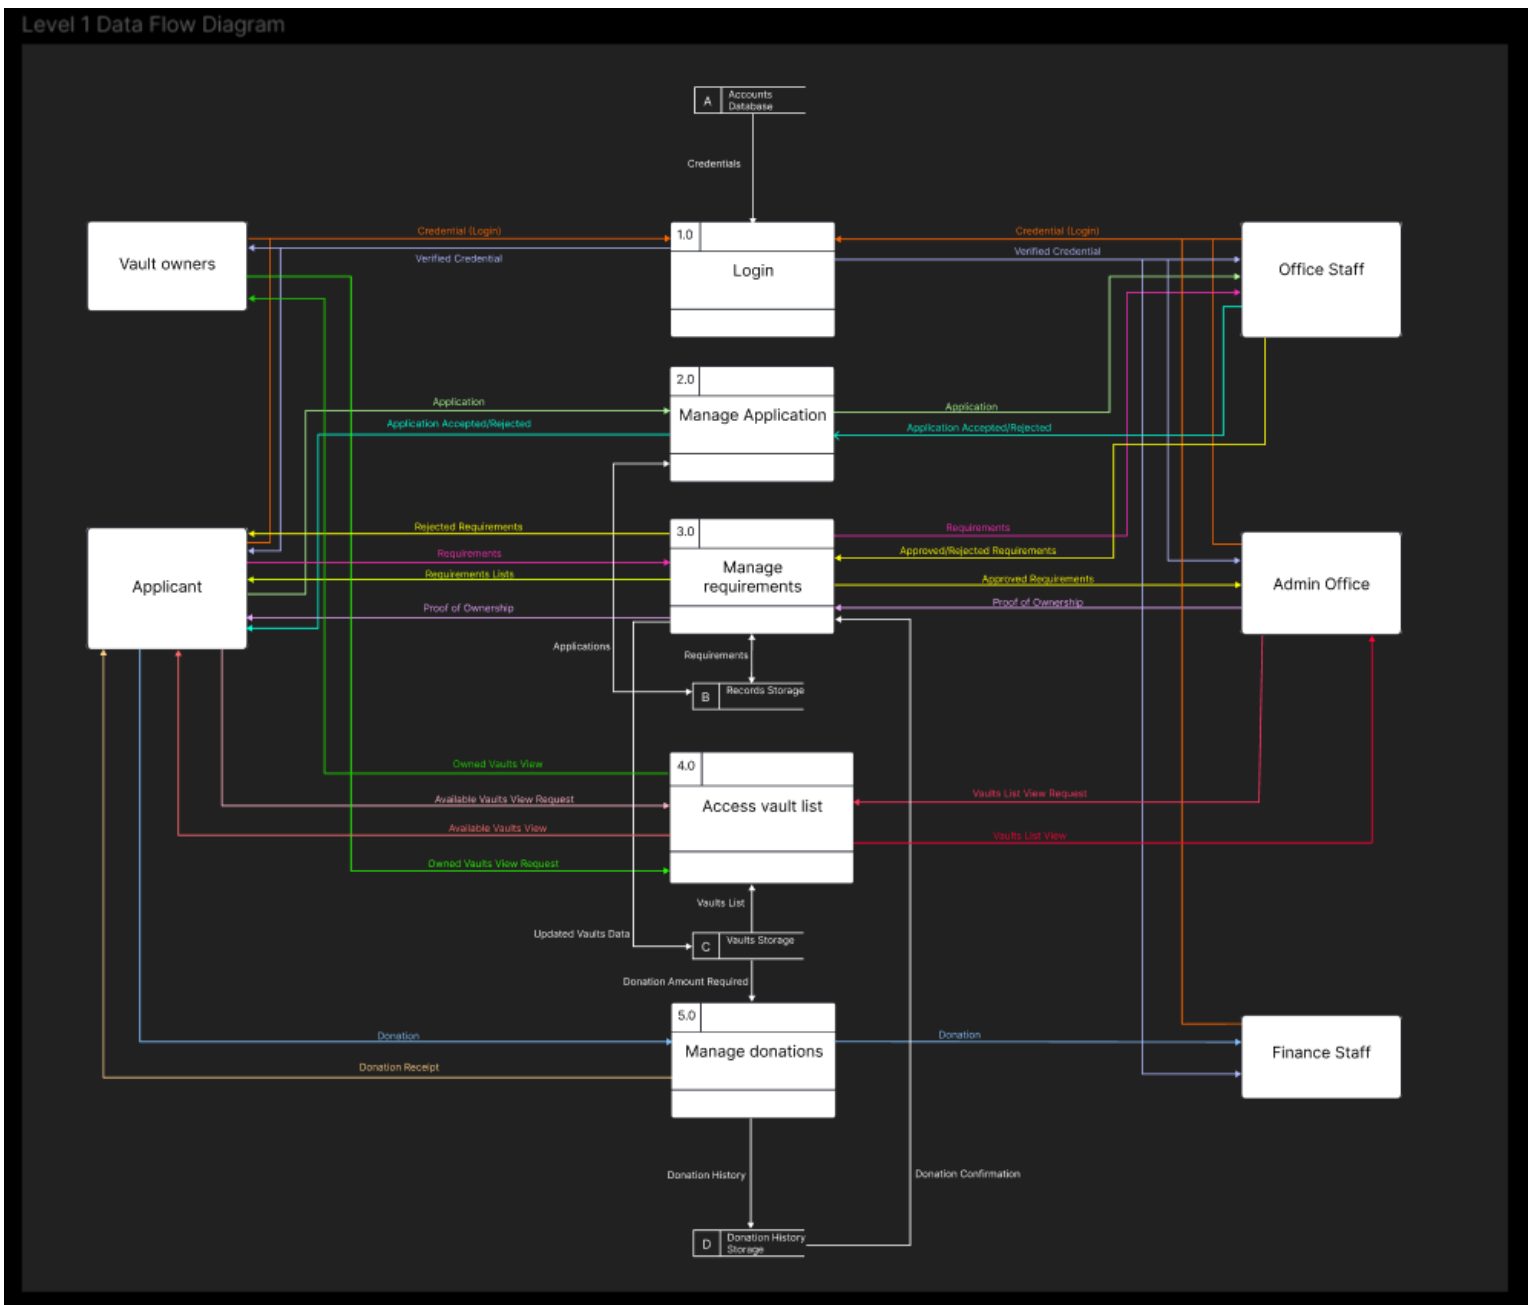 Level 1 Data Flow Diagram
A
Accounts
Database
Credentials
Vault owners
Credential (Login)
Verified Credential
1.0
Login
Credential (Login)
Verified Credential
Office Staff
2.0
Manage Application
Application
Application Accepted/Rejected
Application
Application Accepted/Rejected
Applicant
Rejected Requirements
Requirements
Requirements Lists
Proof of Ownership
3.0
Manage
requirements
Requirements
Approved/Rejected Requirements
Approved Requirements
Proof of Ownership
Admin Office
Applications
Requirements
B
Records Storage
Owned Vaults View
Available Vaults View Request
Available Vaults View
Owned Vaults View Request
4.0
Access vault list
Vaults List View Request
Vaults List View
Vaults List
Updated Vaults Data
C
Vaults Storage
Donation Amount Required
5.0
Manage donations
Donation
Donation Receipt
Donation
Finance Staff
Donation History
Donation Confirmation
D
Donation History
Storage